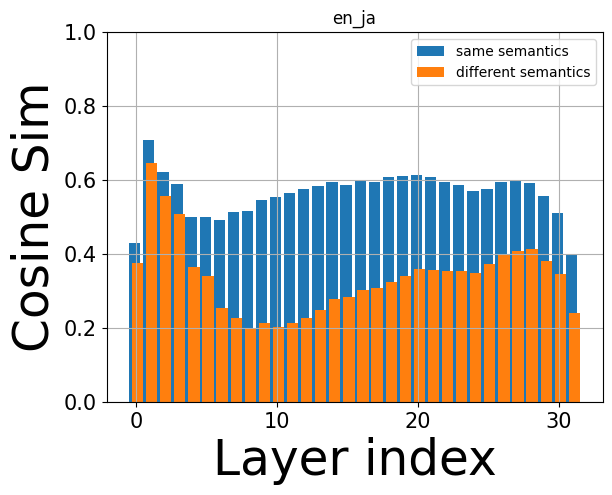 en_ja
same semantics
different semantics
Cosine Sim
1.0
0.8
0.6
0.4
0.2
0.0
0 10 20 30
Layer index